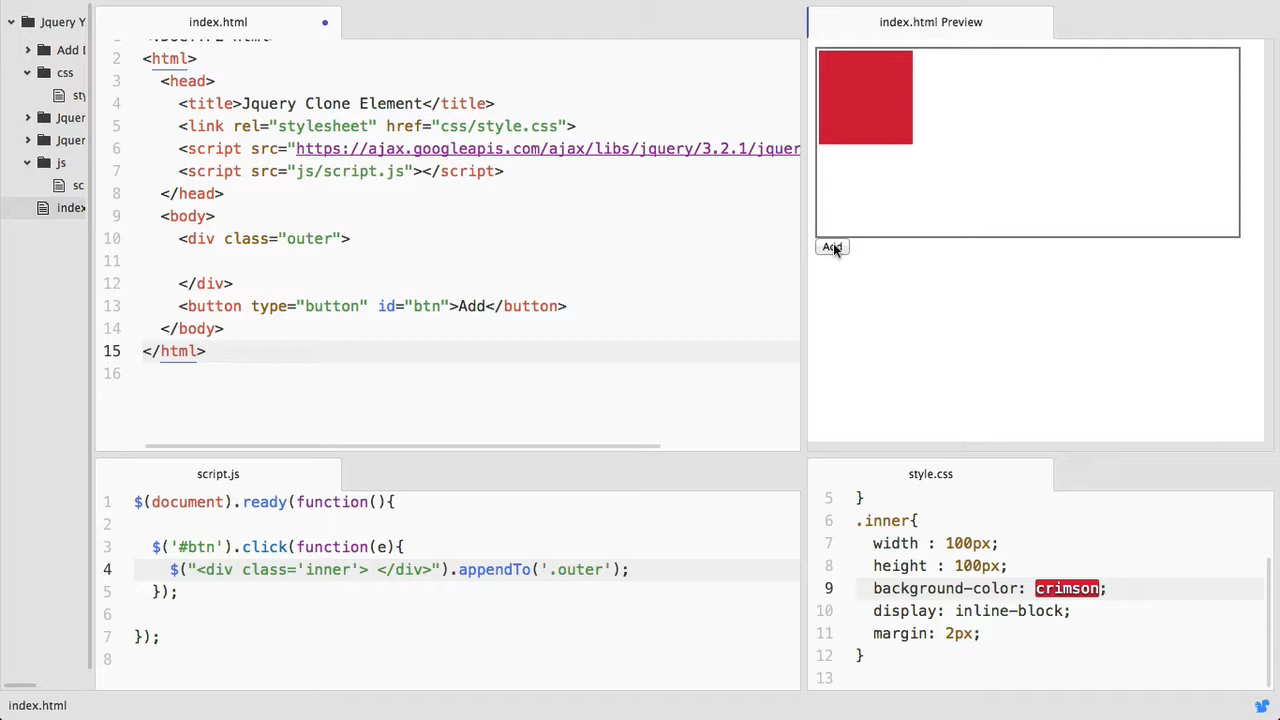 Jquery Y
Add I
css
sty
Jquer
Jquer
js
sc
index
index.html
2 <html>
3 <head>
4 <title>Jquery Clone Element</title>
5 <link rel="stylesheet" href="css/style.css">
6 <script src="https://ajax.googleapis.com/ajax/libs/jquery/3.2.1/jquer
7 <script src="js/script.js"></script>
8 </head>
9 <body>
10 <div class="outer">
11
12 </div>
13 <button type="button" id="btn">Add</button>
14 </body>
15 </html>
16
index.html Preview
Add
script.js
1 $(document).ready(function(){
2
3 $('#btn').click(function(e){
4 $("<div class='inner'> </div>").appendTo('.outer');
5 });
6
7 });
8
style.css
5 }
6 .inner{
7 width : 100px;
8 height : 100px;
9 background-color: crimson;
10 display: inline-block;
11 margin: 2px;
12 }
13
index.html